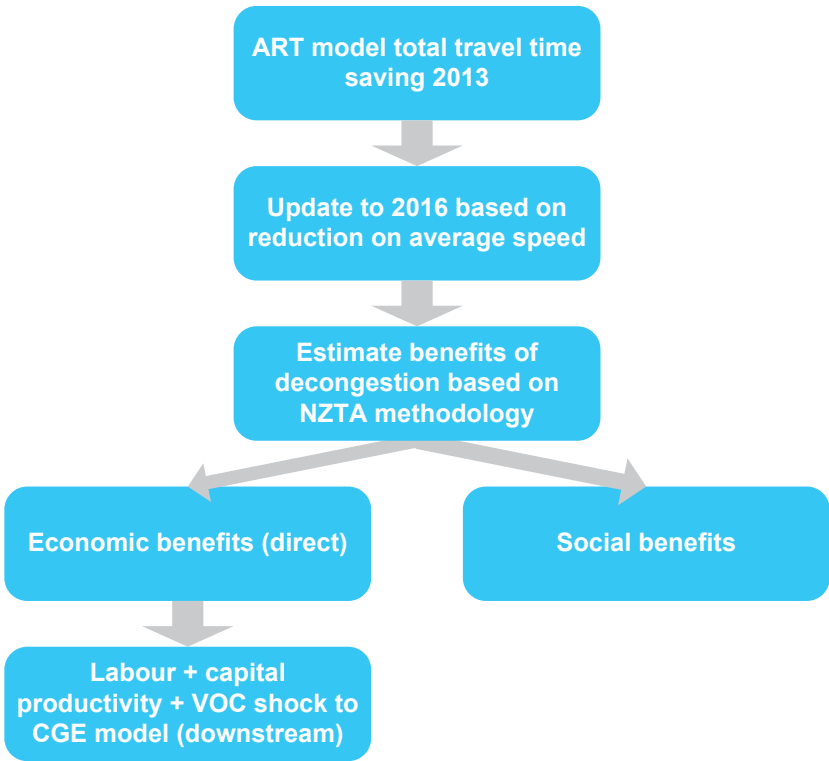 ART model total travel time
saving 2013
Update to 2016 based on
reduction on average speed
Estimate benefits of
decongestion based on
NZTA methodology
Economic benefits (direct)
Social benefits
Labour + capital
productivity + VOC shock to
CGE model (downstream)